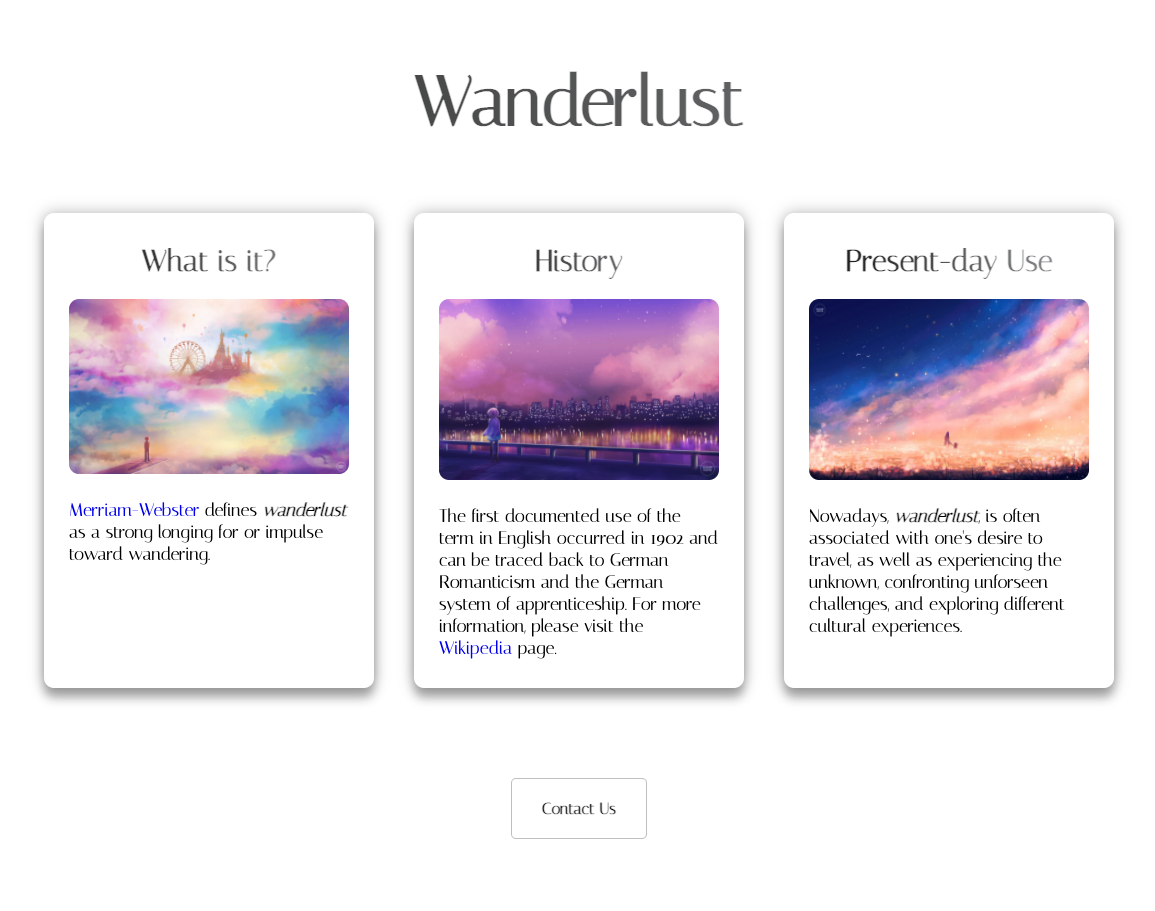 Wanderlust
What is it?
Merriam-Webster defines wanderlust
as a strong longing for or impulse
toward wandering.
History
The first documented use of the
term in English occurred in 1902 and
can be traced back to German
Romanticism and the German
system of apprenticeship. For more
information, please visit the
Wikipedia page.
Present-day Use
Nowadays, wanderlust, is often
associated with one's desire to
travel, as well as experiencing the
unknown, confronting unforseen
challenges, and exploring different
cultural experiences.
Contact Us